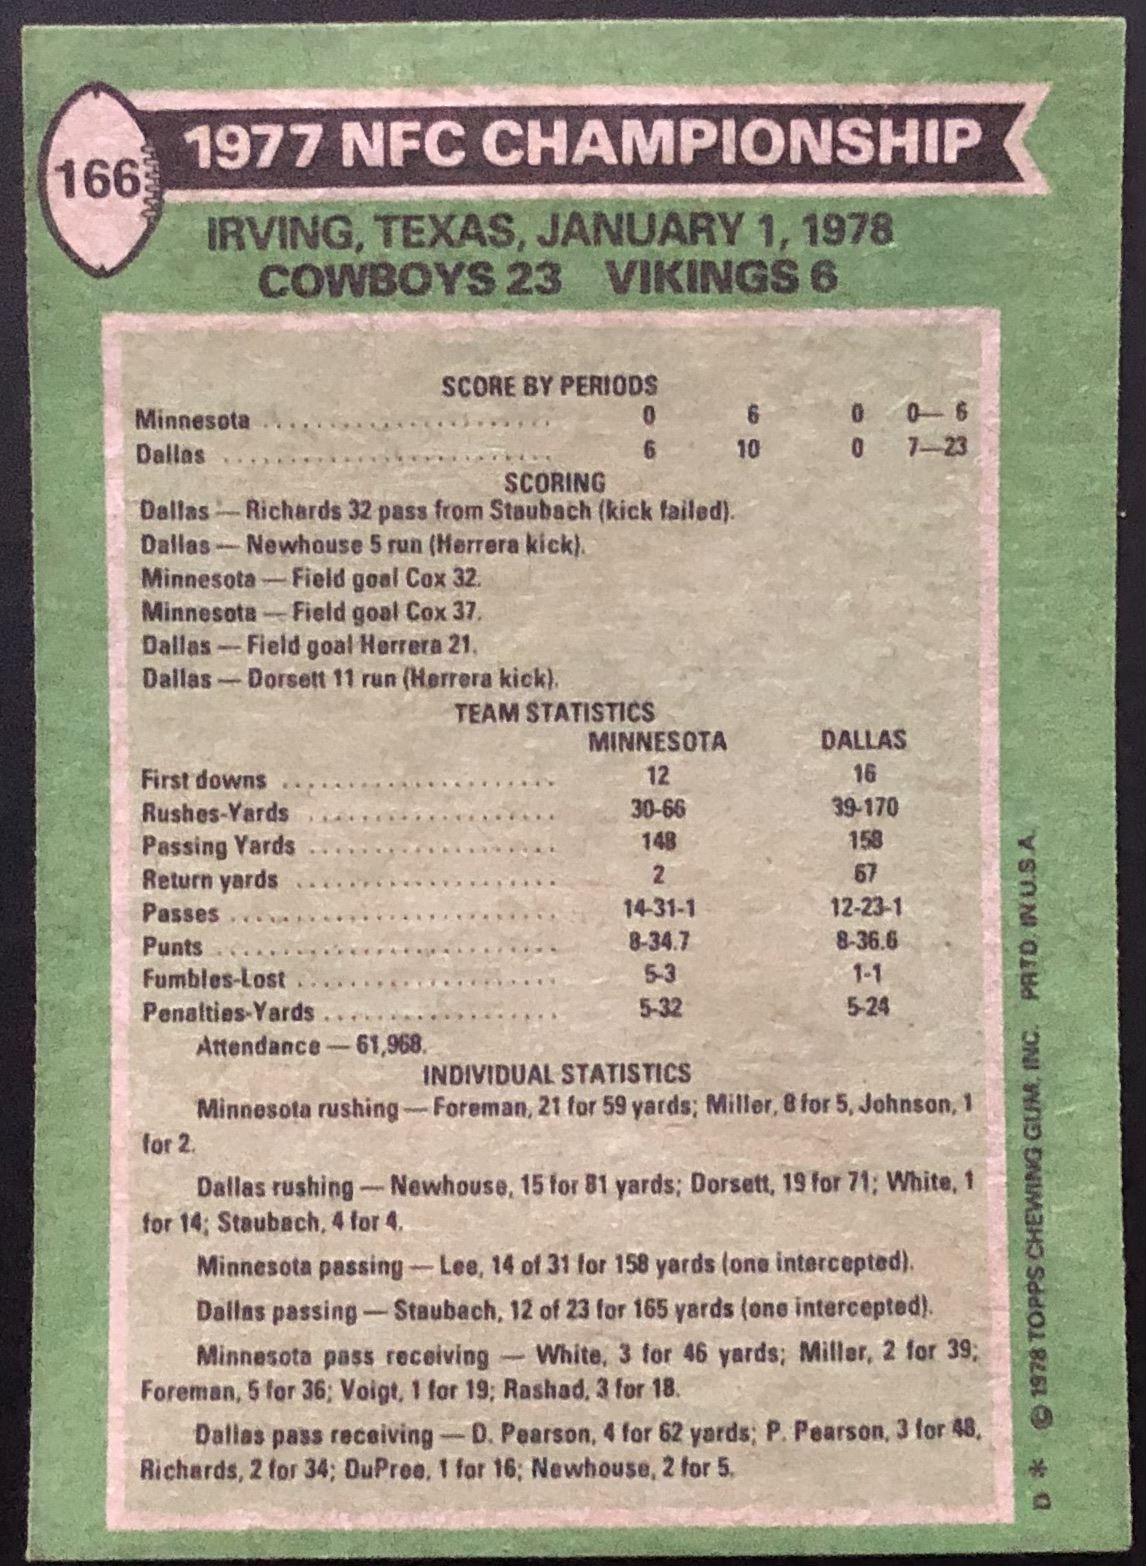 166
1977 NFC CHAMPIONSHIP
IRVING, TEXAS, JANUARY 1, 1978
COWBOYS 23 VIKINGS 6
SCORE BY PERIODS
Minnesota ........................... 0 6 0 0— 6
Dallas ........................... 6 10 0 7—23
SCORING
Dallas — Richards 32 pass from Staubach (kick failed).
Dallas — Newhouse 5 run (Herrera kick).
Minnesota — Field goal Cox 32.
Minnesota — Field goal Cox 37.
Dallas — Field goal Herrera 21.
Dallas — Dorsett 11 run (Herrera kick).
TEAM STATISTICS
MINNESOTA DALLAS
First downs ..................... 12 16
Rushes-Yards ................... 30-66 39-170
Passing Yards ................... 148 158
Return yards .................... 2 67
Passes ......................... 14-31-1 12-23-1
Punts .......................... 8-34.7 8-36.6
Fumbles-Lost .................... 5-3 1-1
Penalties-Yards .................. 5-32 5-24
Attendance — 61,968.
INDIVIDUAL STATISTICS
Minnesota rushing — Foreman, 21 for 59 yards; Miller, 8 for 5, Johnson, 1
for 2.
Dallas rushing — Newhouse, 15 for 81 yards; Dorsett, 19 for 71; White, 1
for 14; Staubach, 4 for 4.
Minnesota passing — Lee, 14 of 31 for 158 yards (one intercepted).
Dallas passing — Staubach, 12 of 23 for 165 yards (one intercepted).
Minnesota pass receiving — White, 3 for 46 yards; Miller, 2 for 39;
Foreman, 5 for 36; Voigt, 1 for 19; Rashad, 3 for 18.
Dallas pass receiving — D. Pearson, 4 for 62 yards; P. Pearson, 3 for 48,
Richards, 2 for 34; DuPree, 1 for 16; Newhouse, 2 for 5.
D * © 1978 TOPPS CHEWING GUM, INC. PRTD. IN U.S.A.